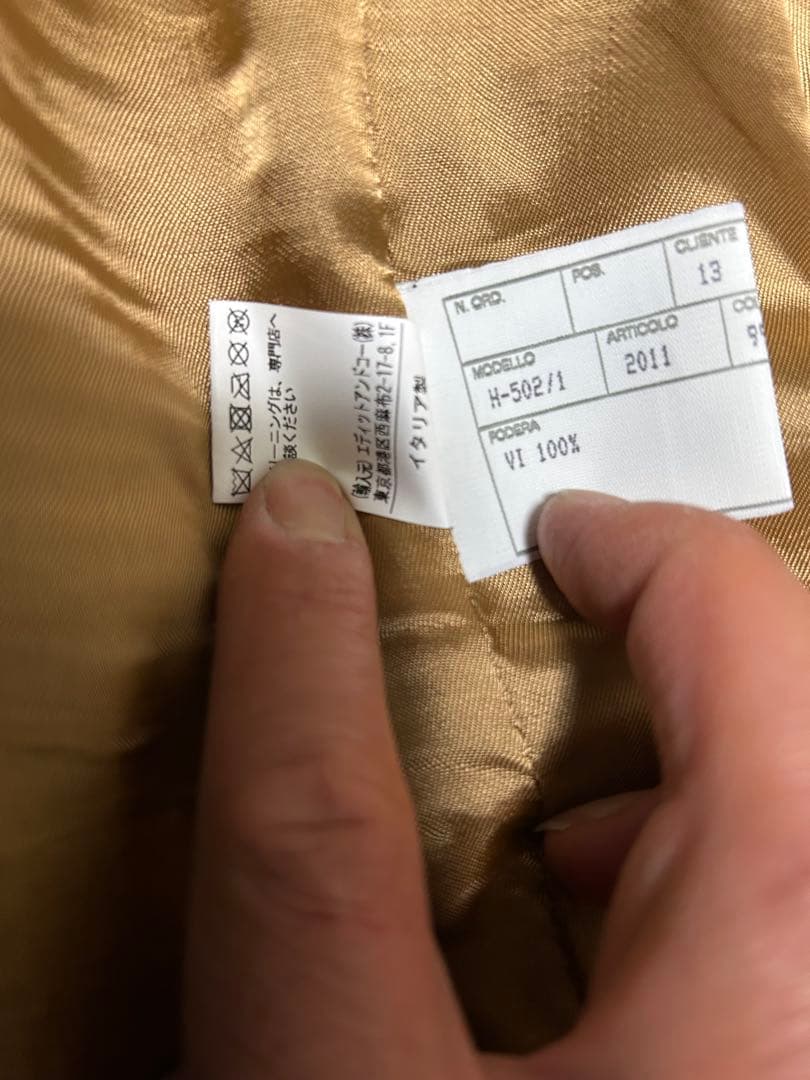 ーニングは、専門店へ
談ください
(輸入元) エディットアンドコー(株)
東京都港区西麻布2-17-8, 1F
イタリア製
N. ORD.
POS.
CLIENTE
13
MODELLO
H-502/1
ARTICOLO
2011
FODERA
VI 100%